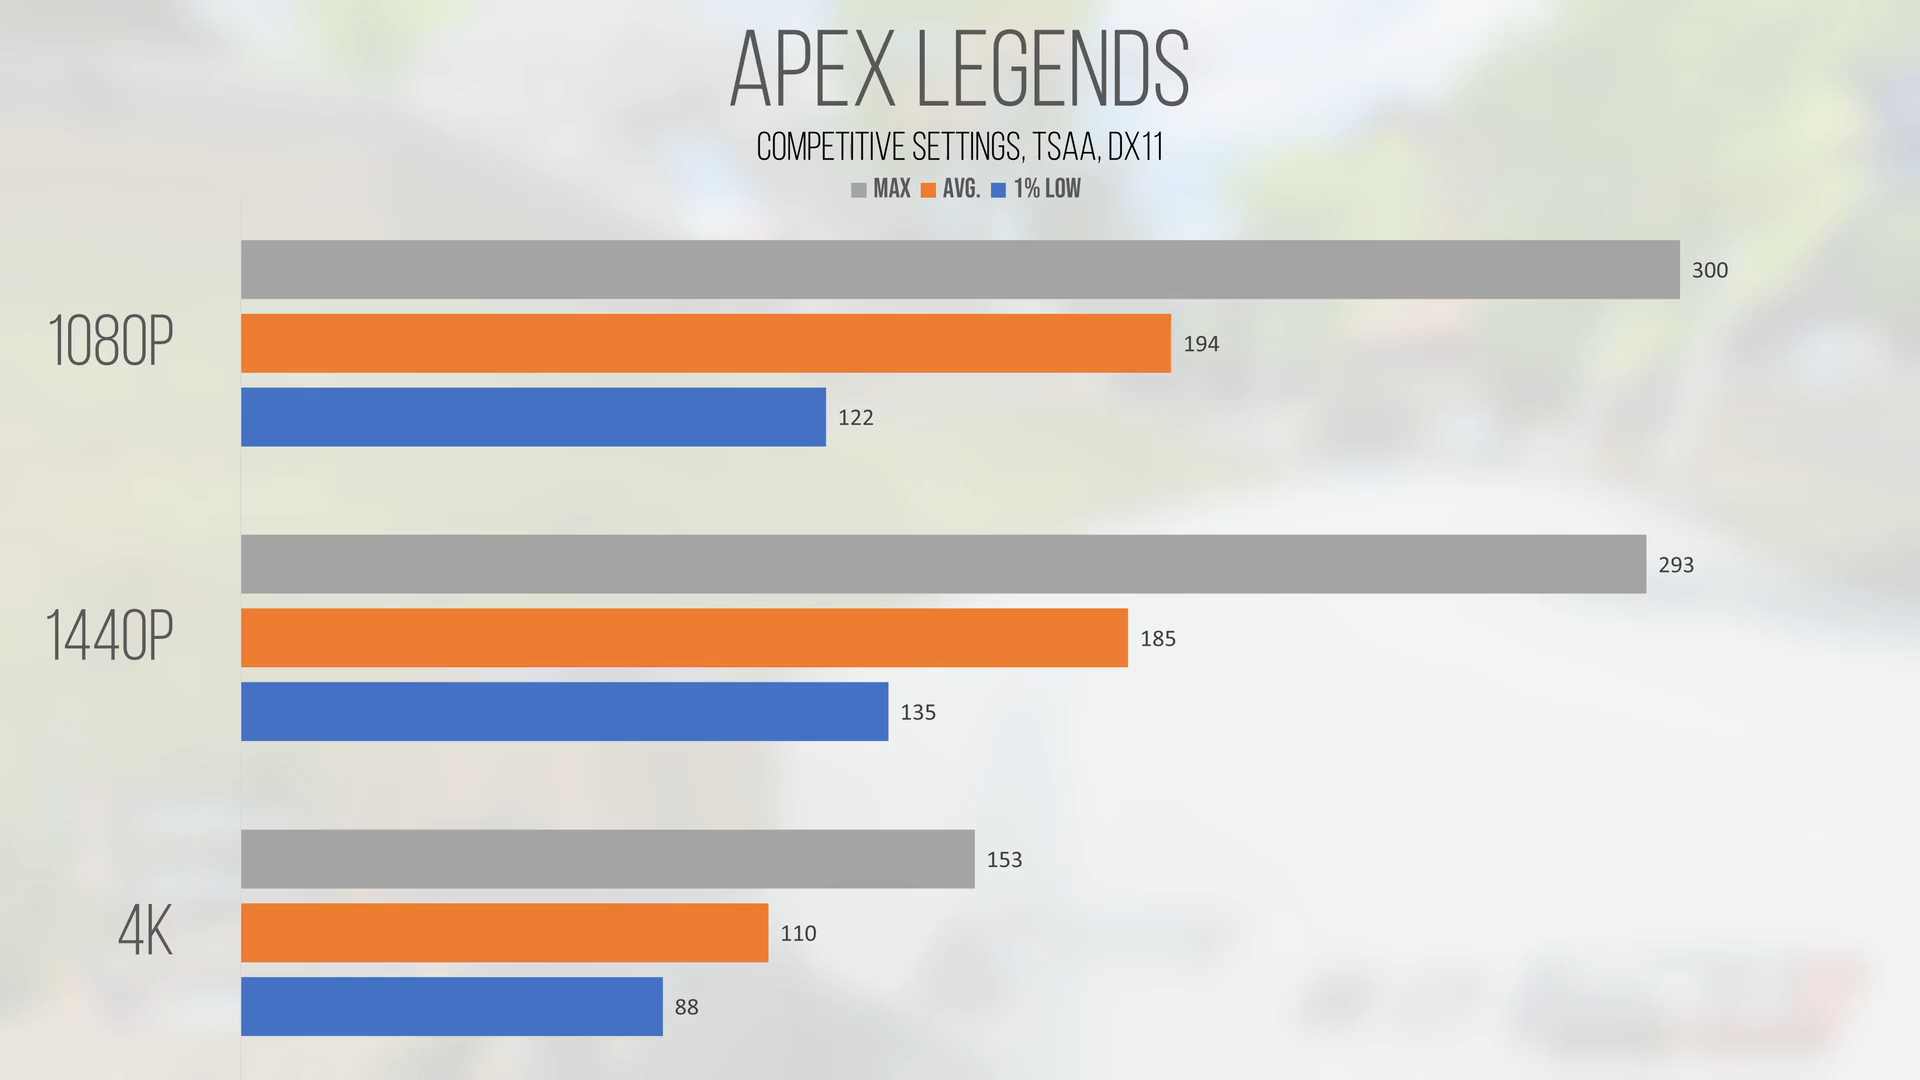 APEX LEGENDS
COMPETITIVE SETTINGS, TSAA, DX11
MAX AVG. 1% LOW
300
1080P
194
122
293
1440P
185
135
153
4K
110
88